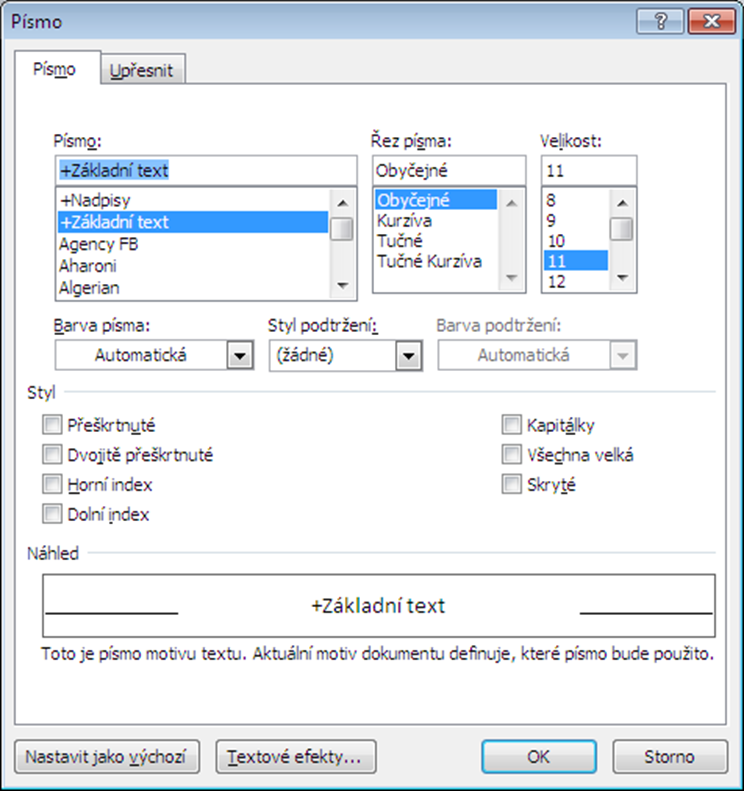 Písmo
Písmo Upřesnit
Písmo: Řez písma: Velikost:
+Základní text Obyčejné 11
+Nadpisy Obyčejné 8
+Základní text Kurzíva 9
Agency FB Tučné 10
Aharoni Tučné Kurzíva 11
Algerian 12
Barva písma: Styl podtržení: Barva podtržení:
Automatická (žádné) Automatická
Styl
Přeškrtnuté Kapitálky
Dvojitě přeškrtnuté Všechna velká
Horní index Skryté
Dolní index
Náhled
+Základní text
Toto je písmo motivu textu. Aktuální motiv dokumentu definuje, které písmo bude použito.
Nastavit jako výchozí Textové efekty... OK Storno